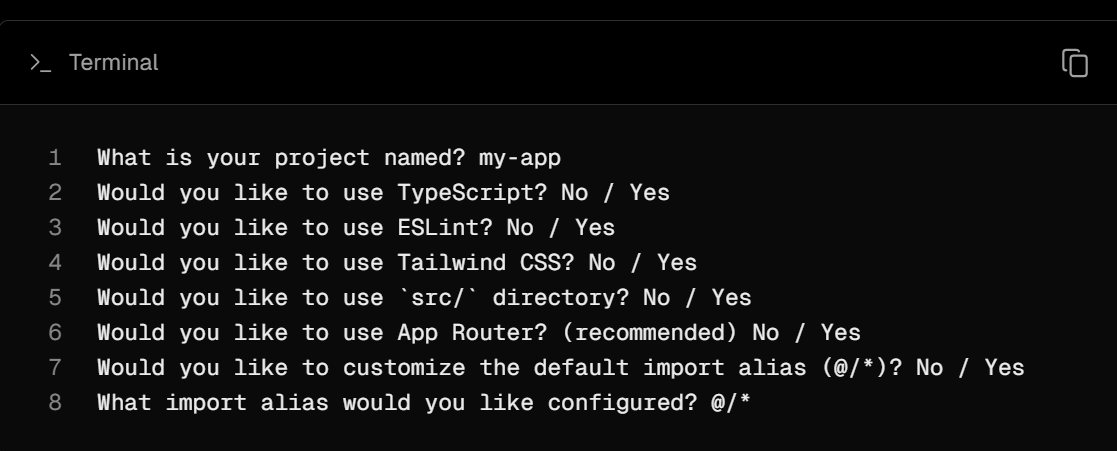 Terminal
1 What is your project named? my-app
2 Would you like to use TypeScript? No / Yes
3 Would you like to use ESLint? No / Yes
4 Would you like to use Tailwind CSS? No / Yes
5 Would you like to use `src/` directory? No / Yes
6 Would you like to use App Router? (recommended) No / Yes
7 Would you like to customize the default import alias (@/*)? No / Yes
8 What import alias would you like configured? @/*